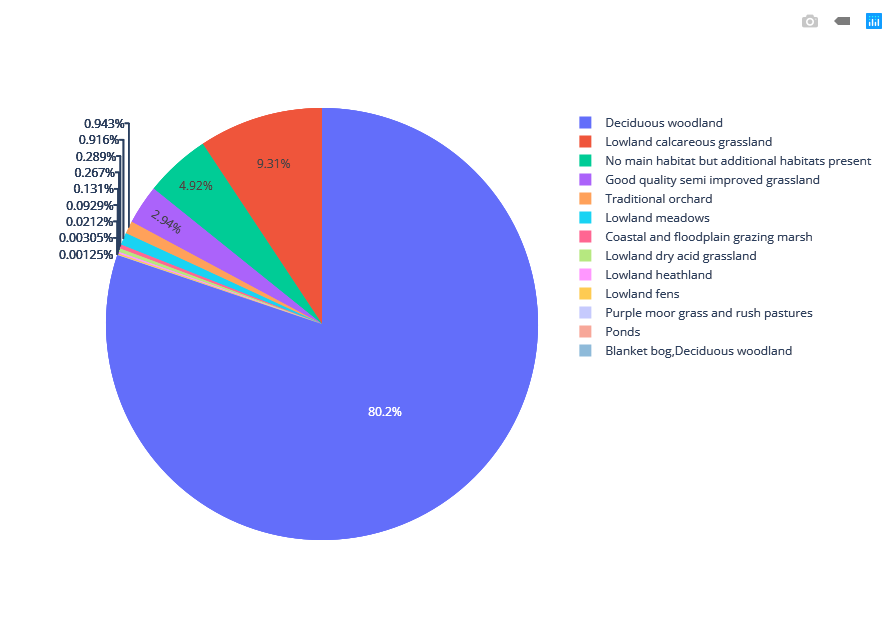 0.943%
0.916%
0.289%
0.267%
0.131%
0.0929%
0.0212%
0.00305%
0.00125%
9.31%
4.92%
2.94%
80.2%
Deciduous woodland
Lowland calcareous grassland
No main habitat but additional habitats present
Good quality semi improved grassland
Traditional orchard
Lowland meadows
Coastal and floodplain grazing marsh
Lowland dry acid grassland
Lowland heathland
Lowland fens
Purple moor grass and rush pastures
Ponds
Blanket bog,Deciduous woodland